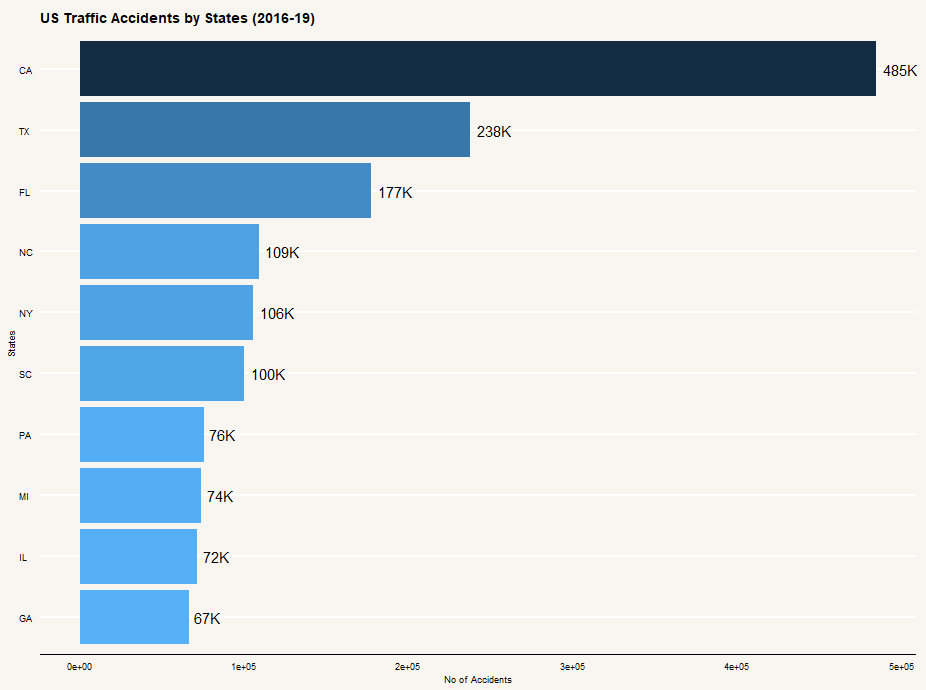 US Traffic Accidents by States (2016-19)
CA 485K
TX 238K
FL 177K
NC 109K
NY 106K
States
SC 100K
PA 76K
MI 74K
IL 72K
GA 67K
0e+00 1e+05 2e+05 3e+05 4e+05 5e+05
No of Accidents